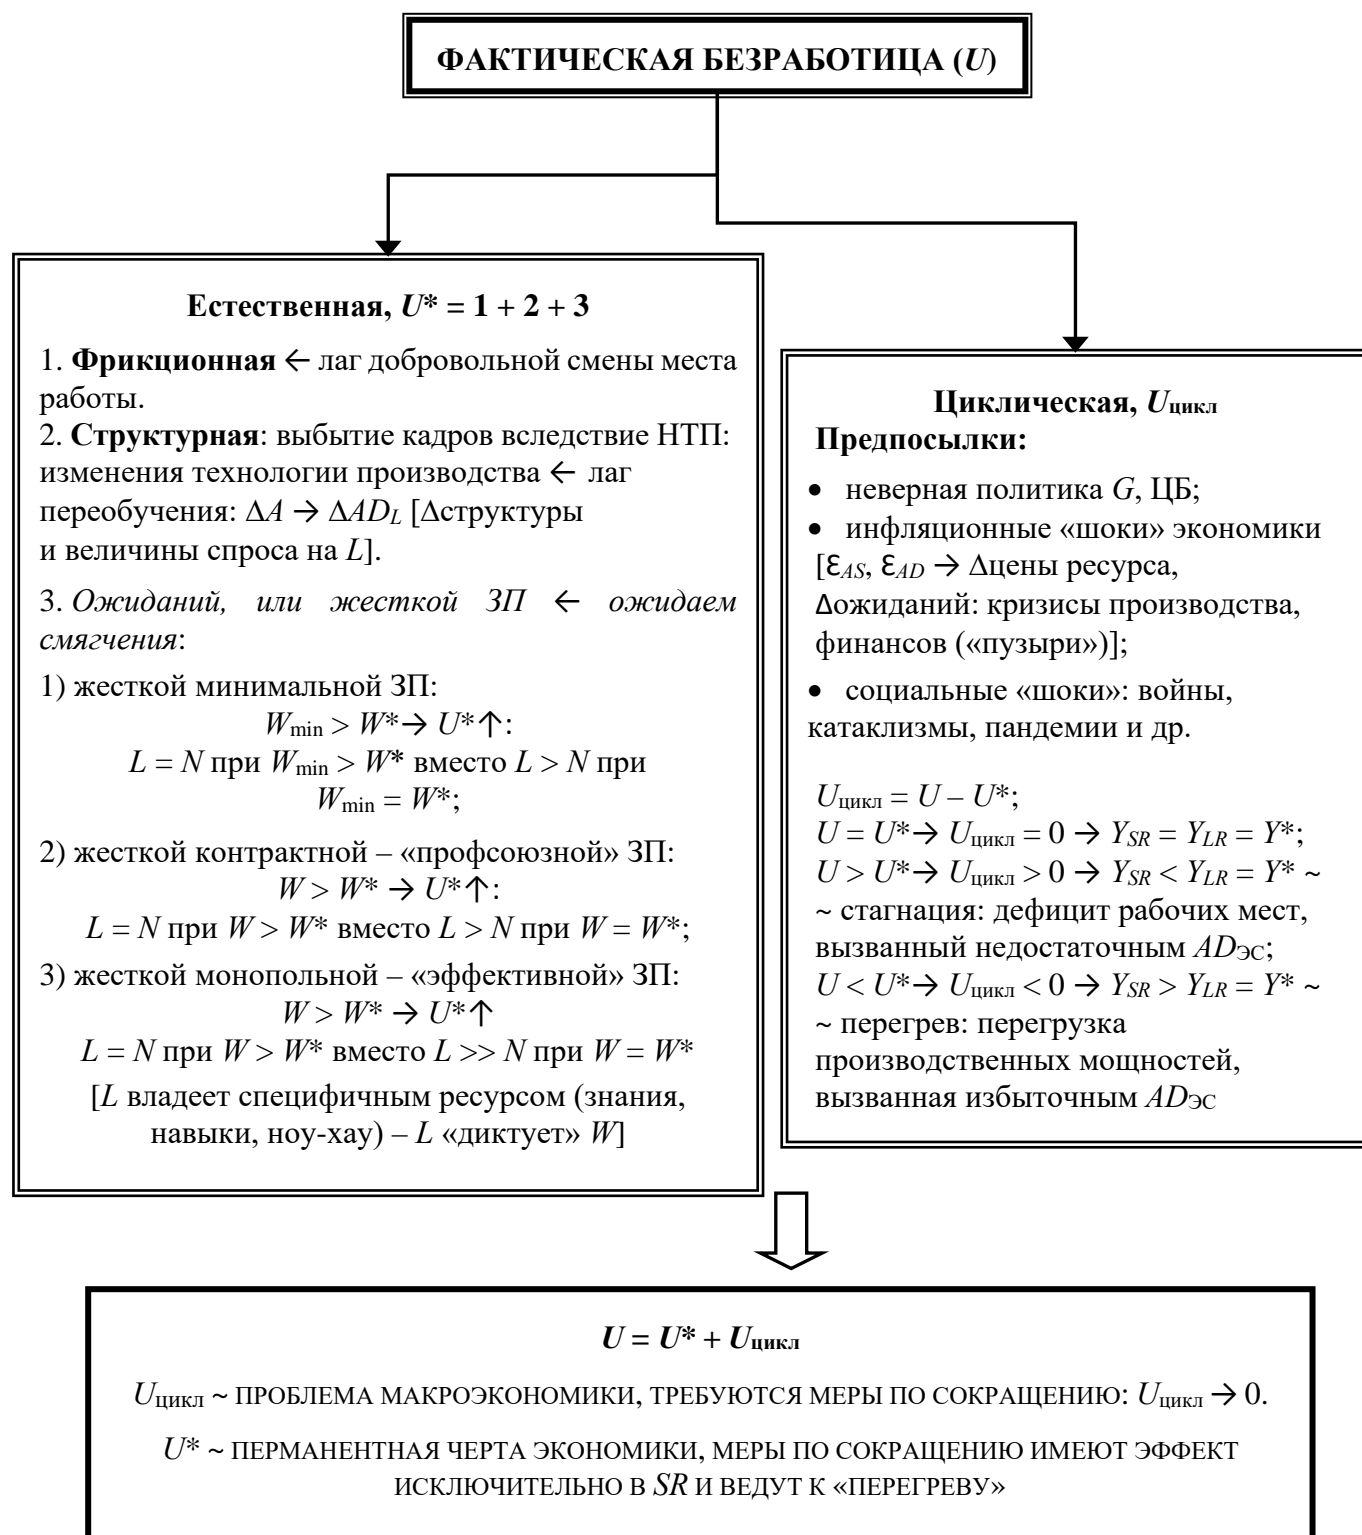 ФАКТИЧЕСКАЯ БЕЗРАБОТИЦА (U)
Естественная, U* = 1 + 2 + 3
1. Фрикционная ← лаг добровольной смены места
работы.
2. Структурная: выбытие кадров вследствие НТП:
изменения технологии производства ← лаг
переобучения: ΔA → ΔAD_L [Δструктуры
и величины спроса на L].
3. Ожиданий, или жесткой ЗП ← ожидаем
смягчения:
1) жесткой минимальной ЗП:
W_min > W* → U*↑:
L = N при W_min > W* вместо L > N при
W_min = W*;
2) жесткой контрактной – «профсоюзной» ЗП:
W > W* → U*↑:
L = N при W > W* вместо L > N при W = W*;
3) жесткой монопольной – «эффективной» ЗП:
W > W* → U*↑
L = N при W > W* вместо L >> N при W = W*
[L владеет специфичным ресурсом (знания,
навыки, ноу-хау) – L «диктует» W]
Циклическая, U_цикл
Предпосылки:
• неверная политика G, ЦБ;
• инфляционные «шоки» экономики
[Ɛ_AS, Ɛ_AD → Δцены ресурса,
Δожиданий: кризисы производства,
финансов («пузыри»)];
• социальные «шоки»: войны,
катаклизмы, пандемии и др.
U_цикл = U – U*;
U = U* → U_цикл = 0 → Y_SR = Y_LR = Y*;
U > U* → U_цикл > 0 → Y_SR < Y_LR = Y* ~
~ стагнация: дефицит рабочих мест,
вызванный недостаточным AD_ЭС;
U < U* → U_цикл < 0 → Y_SR > Y_LR = Y* ~
~ перегрев: перегрузка
производственных мощностей,
вызванная избыточным AD_ЭС
U = U* + U_цикл
U_цикл ~ ПРОБЛЕМА МАКРОЭКОНОМИКИ, ТРЕБУЮТСЯ МЕРЫ ПО СОКРАЩЕНИЮ: U_цикл → 0.
U* ~ ПЕРМАНЕНТНАЯ ЧЕРТА ЭКОНОМИКИ, МЕРЫ ПО СОКРАЩЕНИЮ ИМЕЮТ ЭФФЕКТ
ИСКЛЮЧИТЕЛЬНО В SR И ВЕДУТ К «ПЕРЕГРЕВУ»